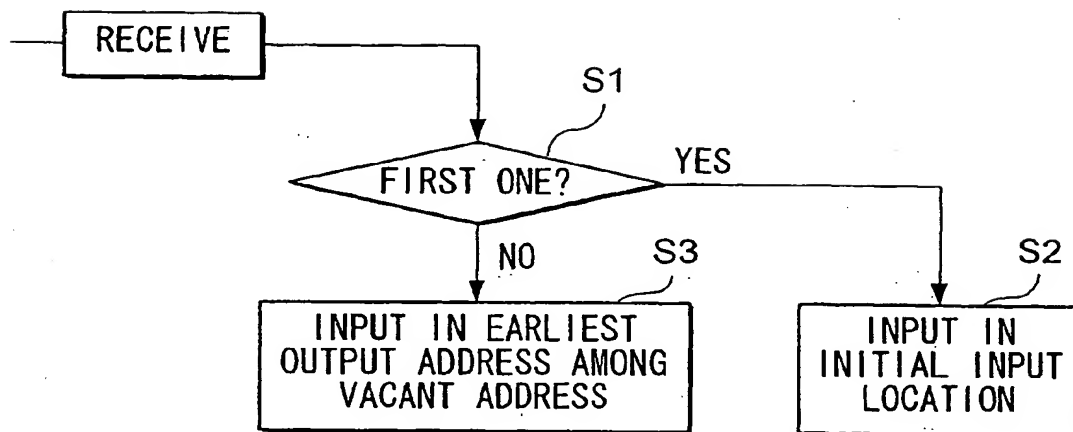 RECEIVE
S1
FIRST ONE?
YES
NO
S3
S2
INPUT IN EARLIEST
OUTPUT ADDRESS AMONG
VACANT ADDRESS
INPUT IN
INITIAL INPUT
LOCATION